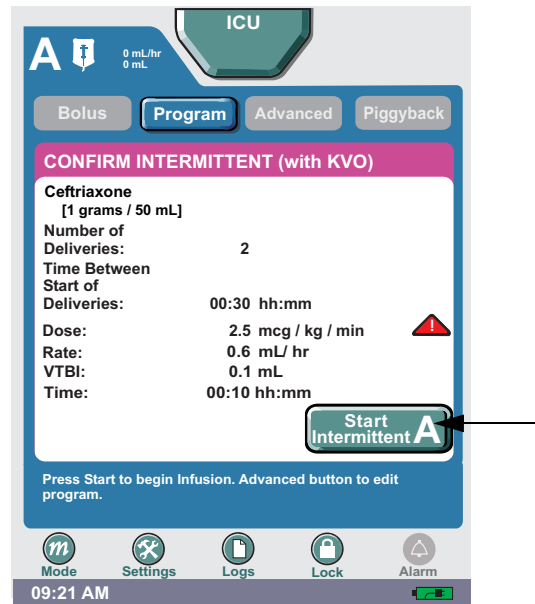 ICU
A
0 mL/hr
0 mL
Bolus
Program
Advanced
Piggyback
CONFIRM INTERMITTENT (with KVO)
Ceftriaxone
[1 grams / 50 mL]
Number of
Deliveries: 2
Time Between
Start of
Deliveries: 00:30 hh:mm
Dose: 2.5 mcg / kg / min
!
Rate: 0.6 mL/ hr
VTBI: 0.1 mL
Time: 00:10 hh:mm
Start
Intermittent A
Press Start to begin Infusion. Advanced button to edit
program.
m
Mode
Settings
Logs
Lock
Alarm
09:21 AM